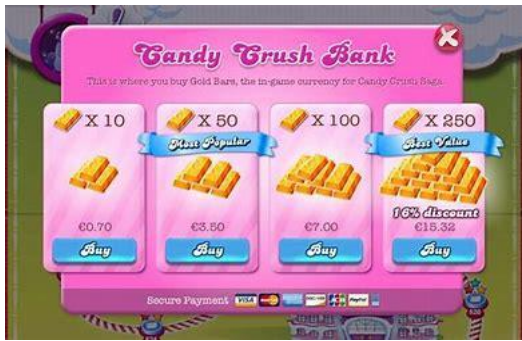 Candy Crush Bank
This is where you buy Gold Bars, the in-game currency for Candy Crush Saga.
X 10
X 50
X 100
X 250
Most Popular
Best Value
16% discount
€0.70
€3.50
€7.00
€15.32
Buy
Buy
Buy
Buy
Secure Payment VISA PayPal